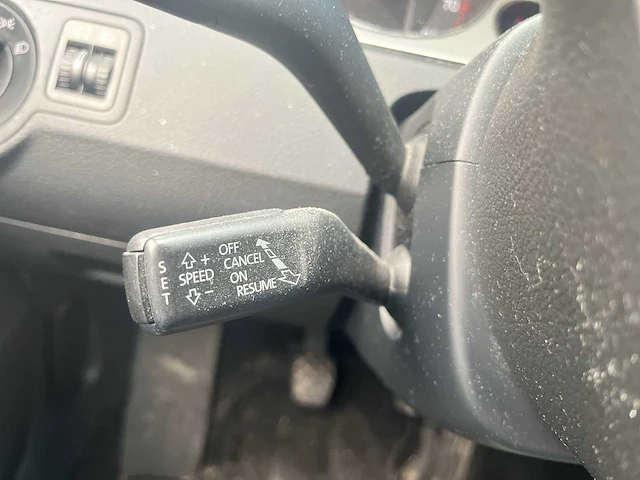 SET
+
SPEED
-
OFF
CANCEL
ON
RESUME